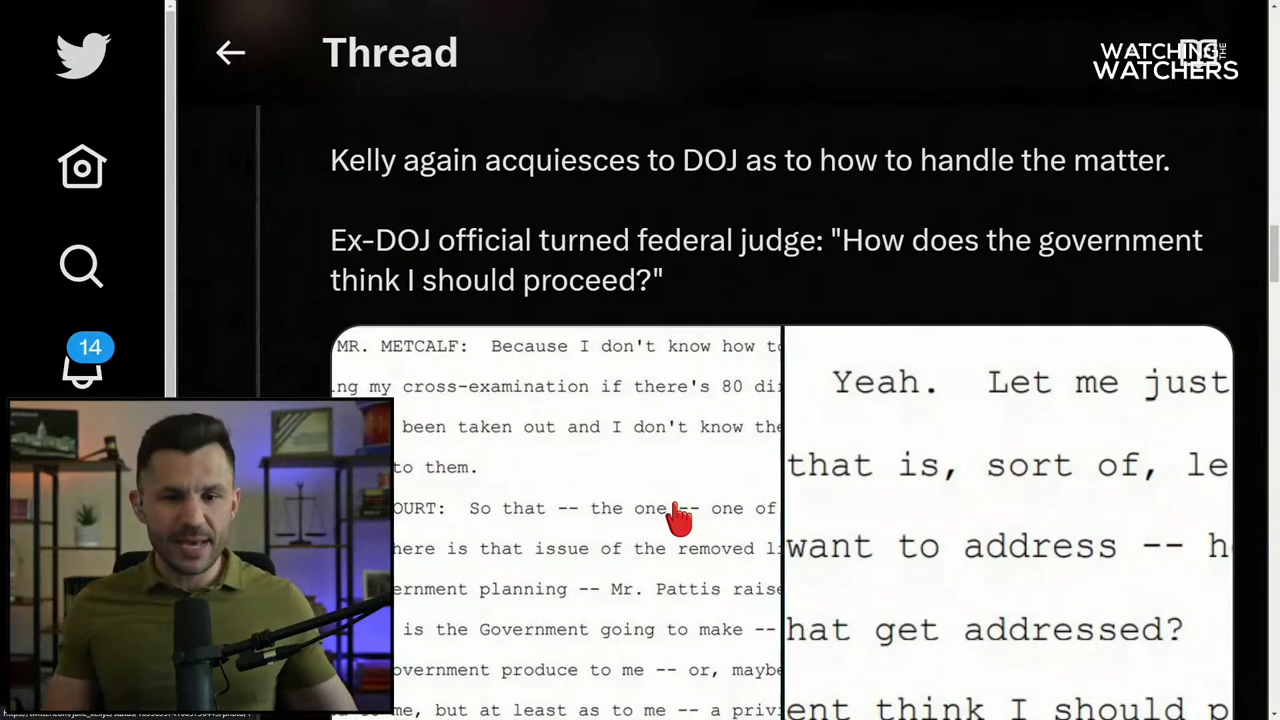 Thread
WATCHING THE
WATCHERS
Kelly again acquiesces to DOJ as to how to handle the matter.
Ex-DOJ official turned federal judge: "How does the government
think I should proceed?"
14
MR. METCALF: Because I don't know how to
ing my cross-examination if there's 80
been taken out and I don't know
to them.
OURT: So that -- the one -- one of
here is that issue of the removed
ernment planning -- Mr. Pattis
is the Government going to make --
overnment produce to me -- or,
me, but at least as to me -- a
Yeah. Let me just
that is, sort of,
want to address --
hat get addressed?
ent think I should